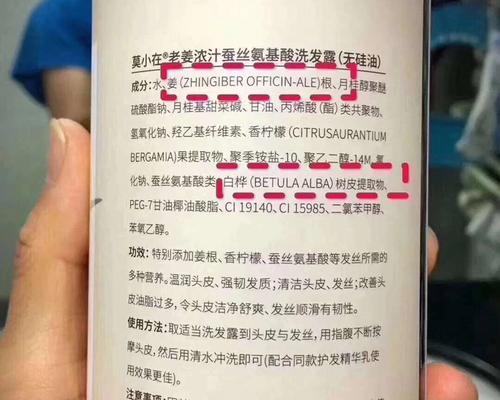 莫小在®老姜浓汁蚕丝氨基酸洗发露(无硅油)
成分:水、姜(ZHINGIBER OFFICIN-ALE)根、月桂醇聚醚
硫酸酯钠、月桂基甜菜碱、甘油、丙烯酸(酯)类共聚物、
氢氧化钠、羟乙基纤维素、香柠檬(CITRUSAURANTIUM
BERGAMIA)果提取物、聚季铵盐-10、聚乙二醇-14M、氯
化钠、蚕丝氨基酸类、白桦(BETULA ALBA)树皮提取物、
PEG-7甘油椰油酸酯、CI 19140、CI 15985、二氯苯甲醇、
苯氧乙醇。
功效:特别添加姜根、香柠檬、蚕丝氨基酸等发丝所需的
多种营养。温润头皮、强韧发质;清洁头皮、发丝;改善头
皮油脂过多,令头皮洁净舒爽、发丝顺滑有韧性。
使用方法:取适当洗发露到头皮与发丝,用指腹不断按
摩头皮,然后用清水冲洗即可(配合同款护发精华乳使
用效果更佳)。
注意事项: